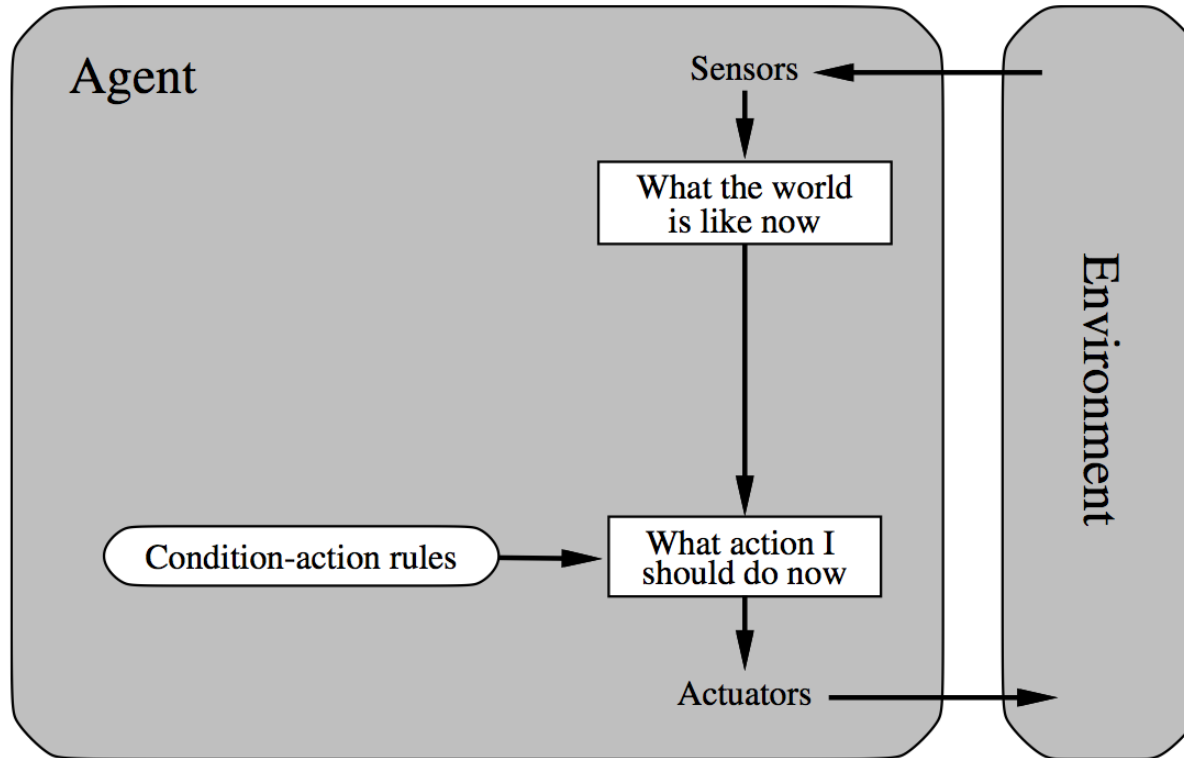 Agent
Sensors
What the world
is like now
Environment
Condition-action rules
What action I
should do now
Actuators